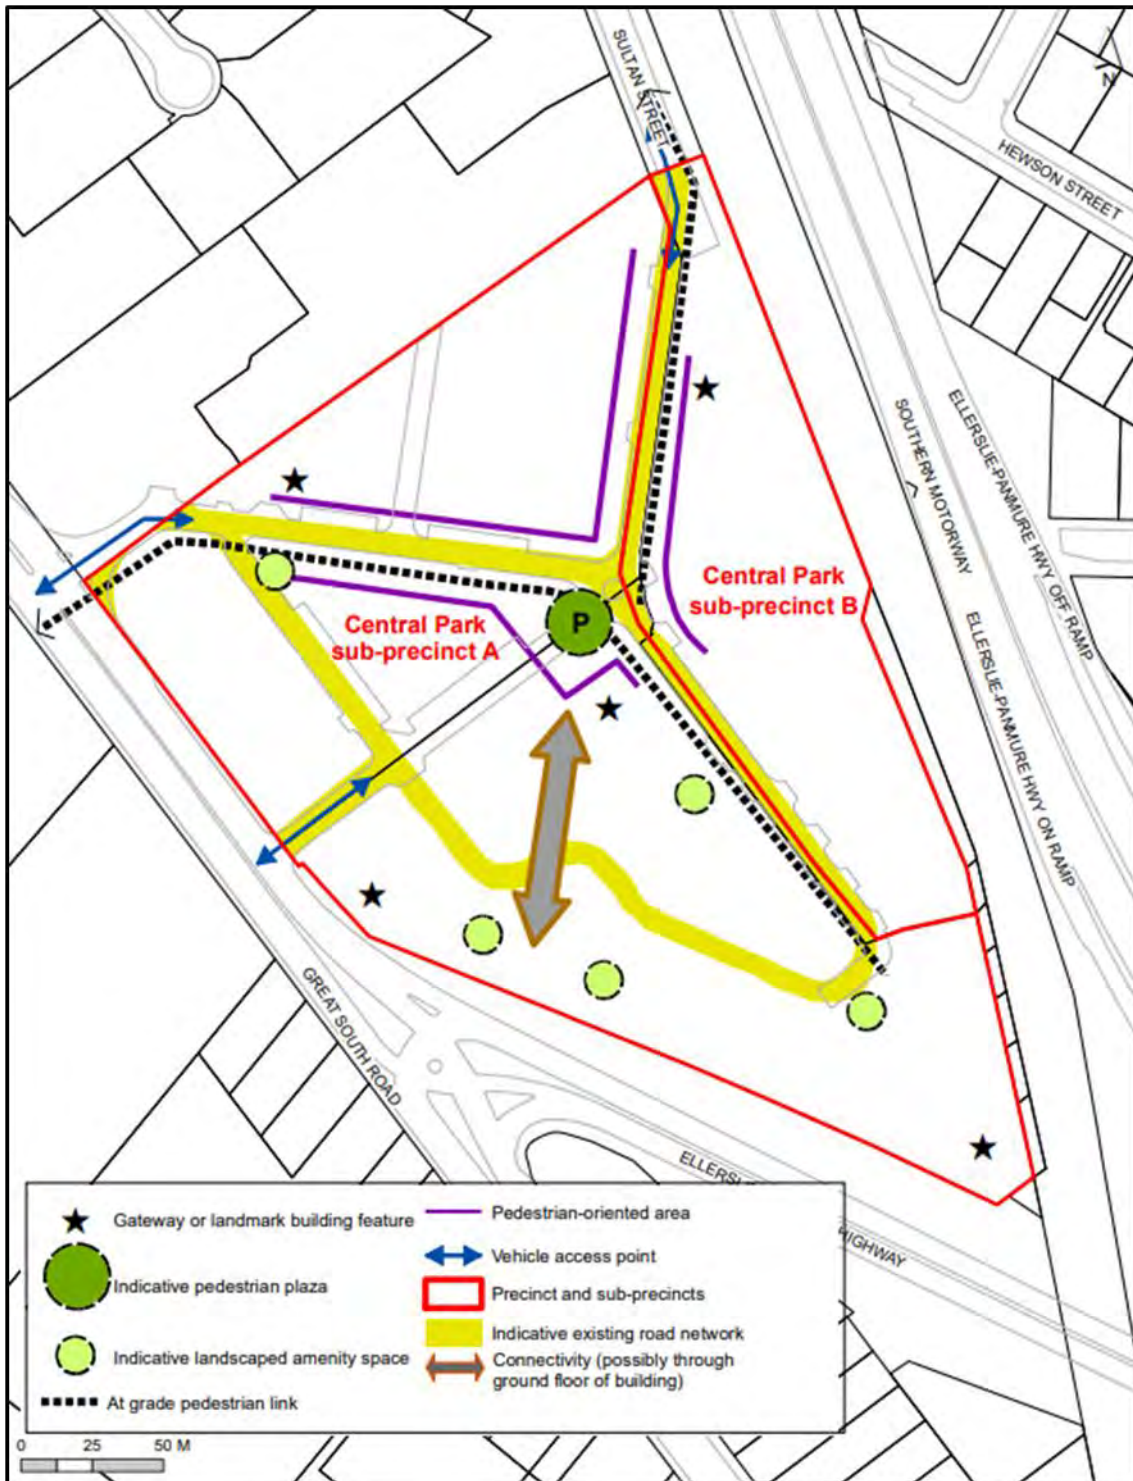 SULTAN STREET
N
HEWSON STREET
ELLERSLIE-PANMURE HWY OFF RAMP
SOUTHERN MOTORWAY
Central Park
sub-precinct B
Central Park
sub-precinct A
P
ELLERSLIE-PANMURE HWY ON RAMP
GREAT SOUTH ROAD
ELLERSL
HIGHWAY
Gateway or landmark building feature
Indicative pedestrian plaza
Indicative landscaped amenity space
At grade pedestrian link
Pedestrian-oriented area
Vehicle access point
Precinct and sub-precincts
Indicative existing road network
Connectivity (possibly through
ground floor of building)
0 25 50 M